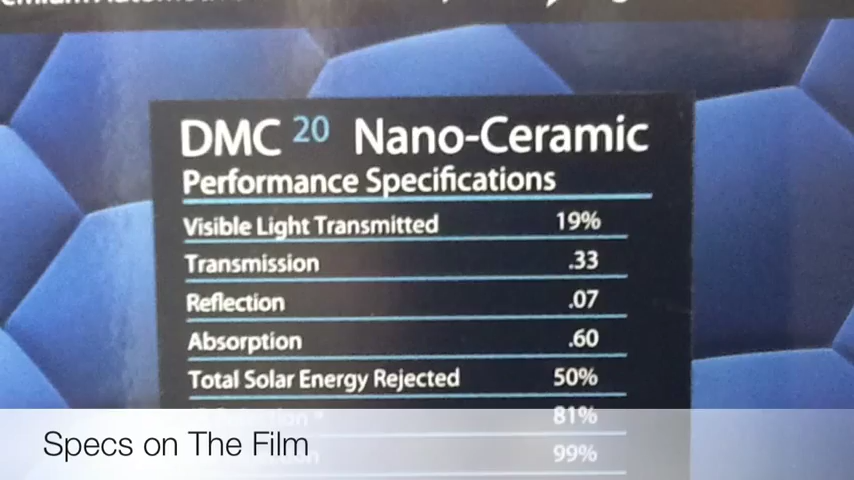 DMC 20 Nano-Ceramic
Performance Specifications
Visible Light Transmitted 19%
Transmission .33
Reflection .07
Absorption .60
Total Solar Energy Rejected 50%
81%
99%
Specs on The Film